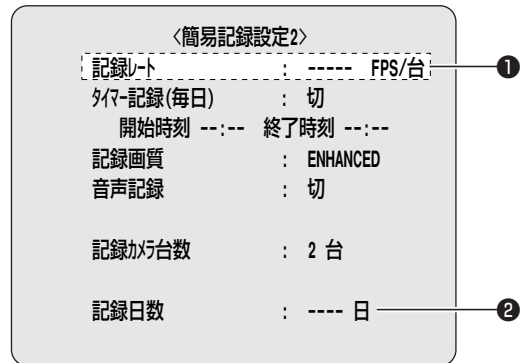 〈簡易記録設定2〉
記録ﾚｰﾄ : ----- FPS/台 ❶
ﾀｲﾏｰ記録(毎日) : 切
開始時刻 --:-- 終了時刻 --:--
記録画質 : ENHANCED
音声記録 : 切
記録ｶﾒﾗ台数 : 2 台
記録日数 : ---- 日 ❷